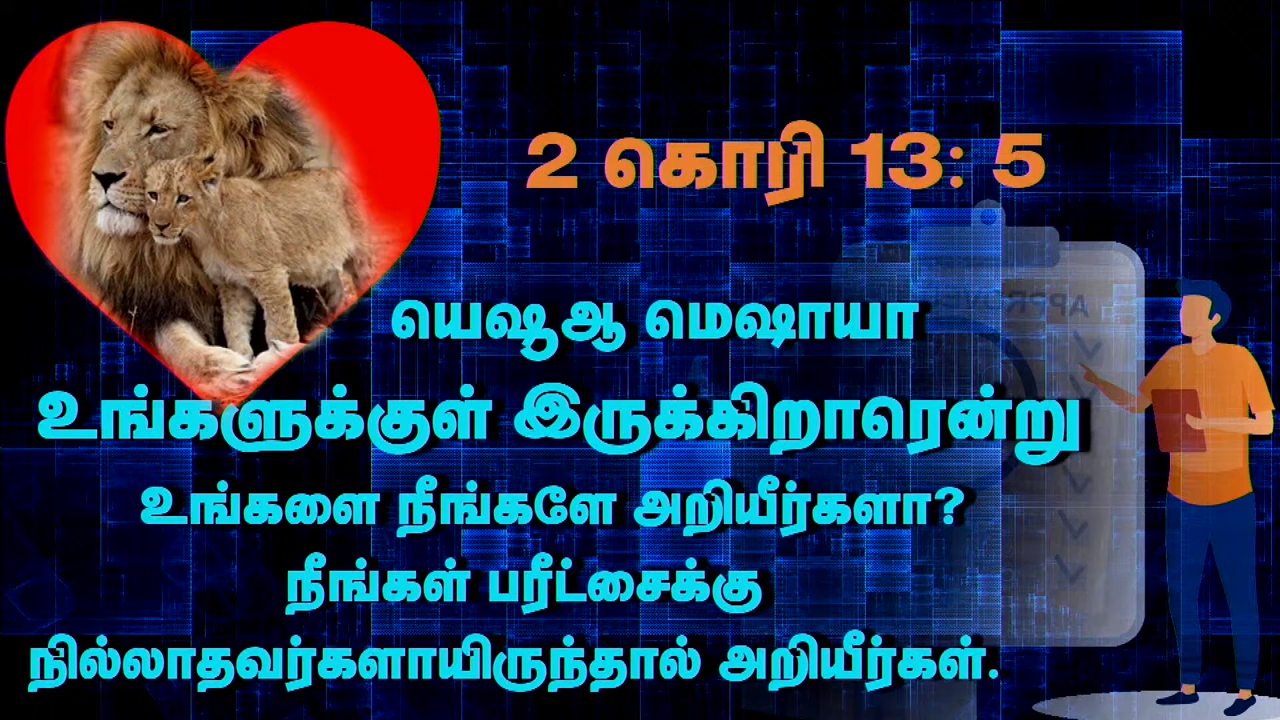 2 கொரி 13: 5
யெஷூஆ மெஷாயா
உங்களுக்குள் இருக்கிறாரென்று
உங்களை நீங்களே அறியீர்களா?
நீங்கள் பரீட்சைக்கு
நில்லாதவர்களாயிருந்தால் அறியீர்கள்.